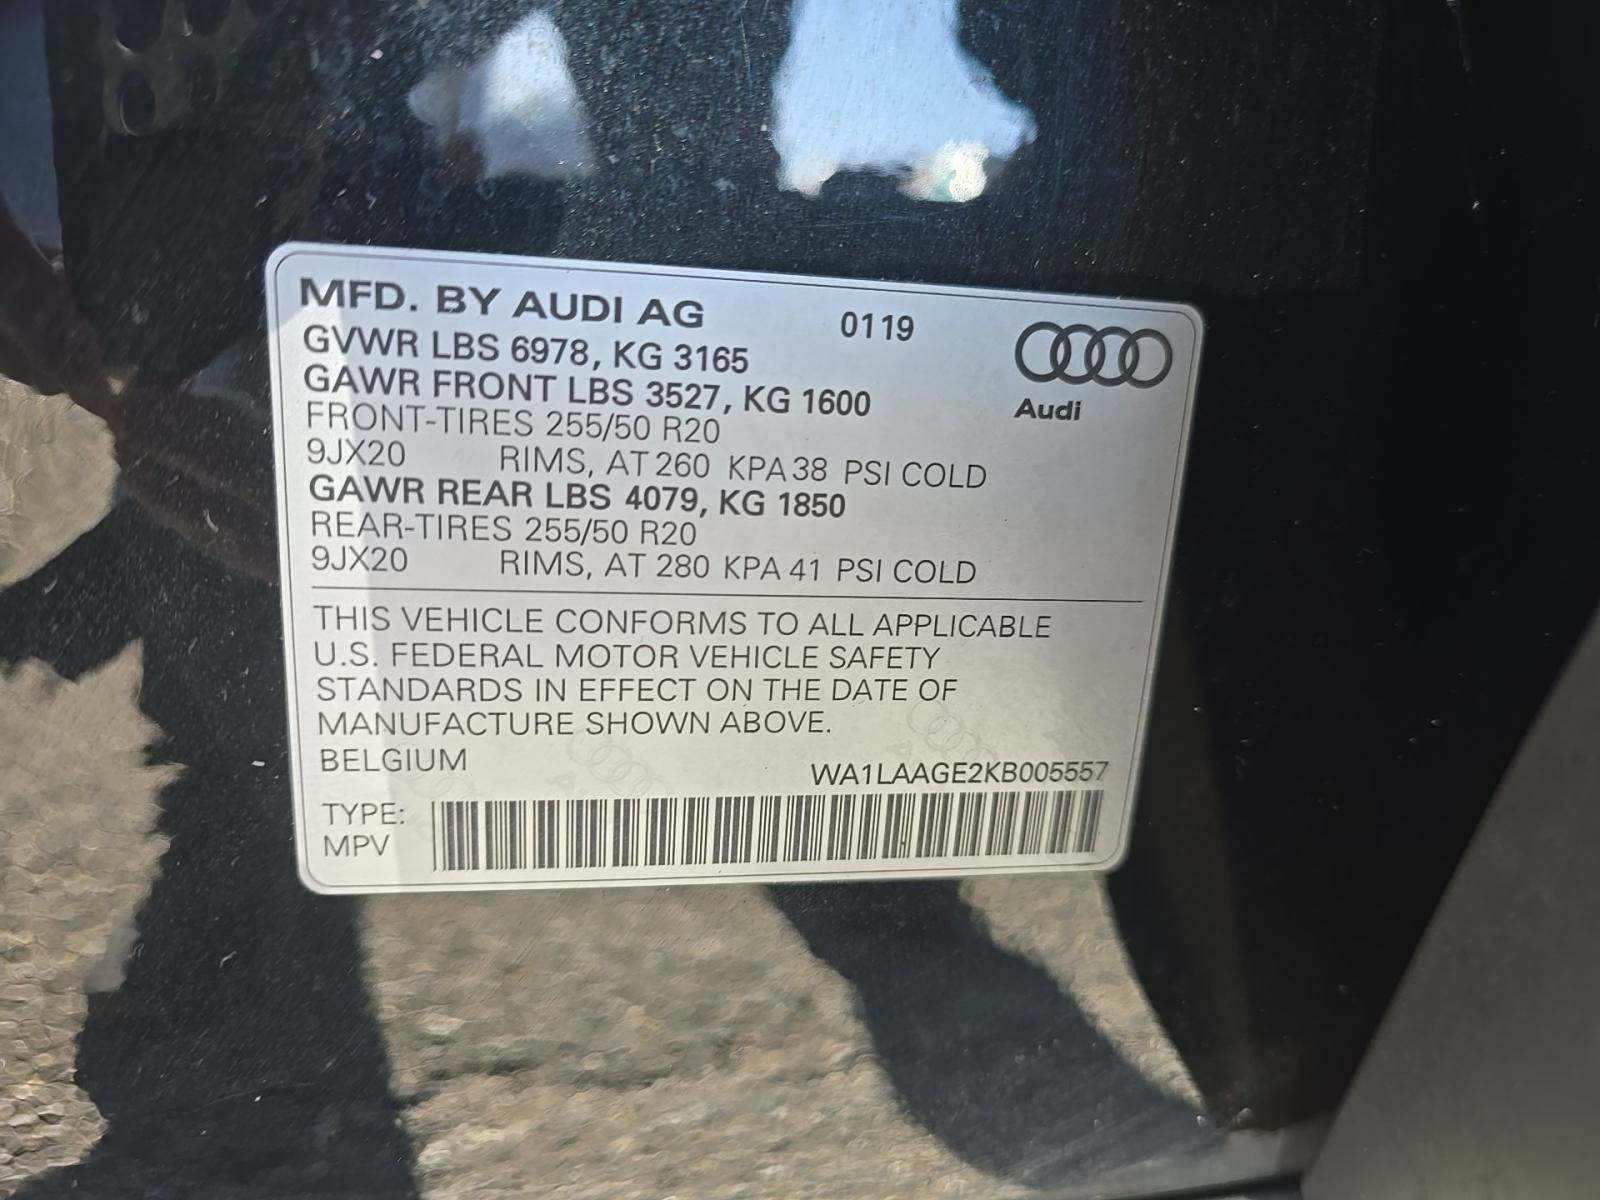 MFD. BY AUDI AG 0119
GVWR LBS 6978, KG 3165
GAWR FRONT LBS 3527, KG 1600
Audi
FRONT-TIRES 255/50 R20
9JX20 RIMS, AT 260 KPA 38 PSI COLD
GAWR REAR LBS 4079, KG 1850
REAR-TIRES 255/50 R20
9JX20 RIMS, AT 280 KPA 41 PSI COLD
THIS VEHICLE CONFORMS TO ALL APPLICABLE
U.S. FEDERAL MOTOR VEHICLE SAFETY
STANDARDS IN EFFECT ON THE DATE OF
MANUFACTURE SHOWN ABOVE.
BELGIUM
WA1LAAGE2KB005557
TYPE:
MPV